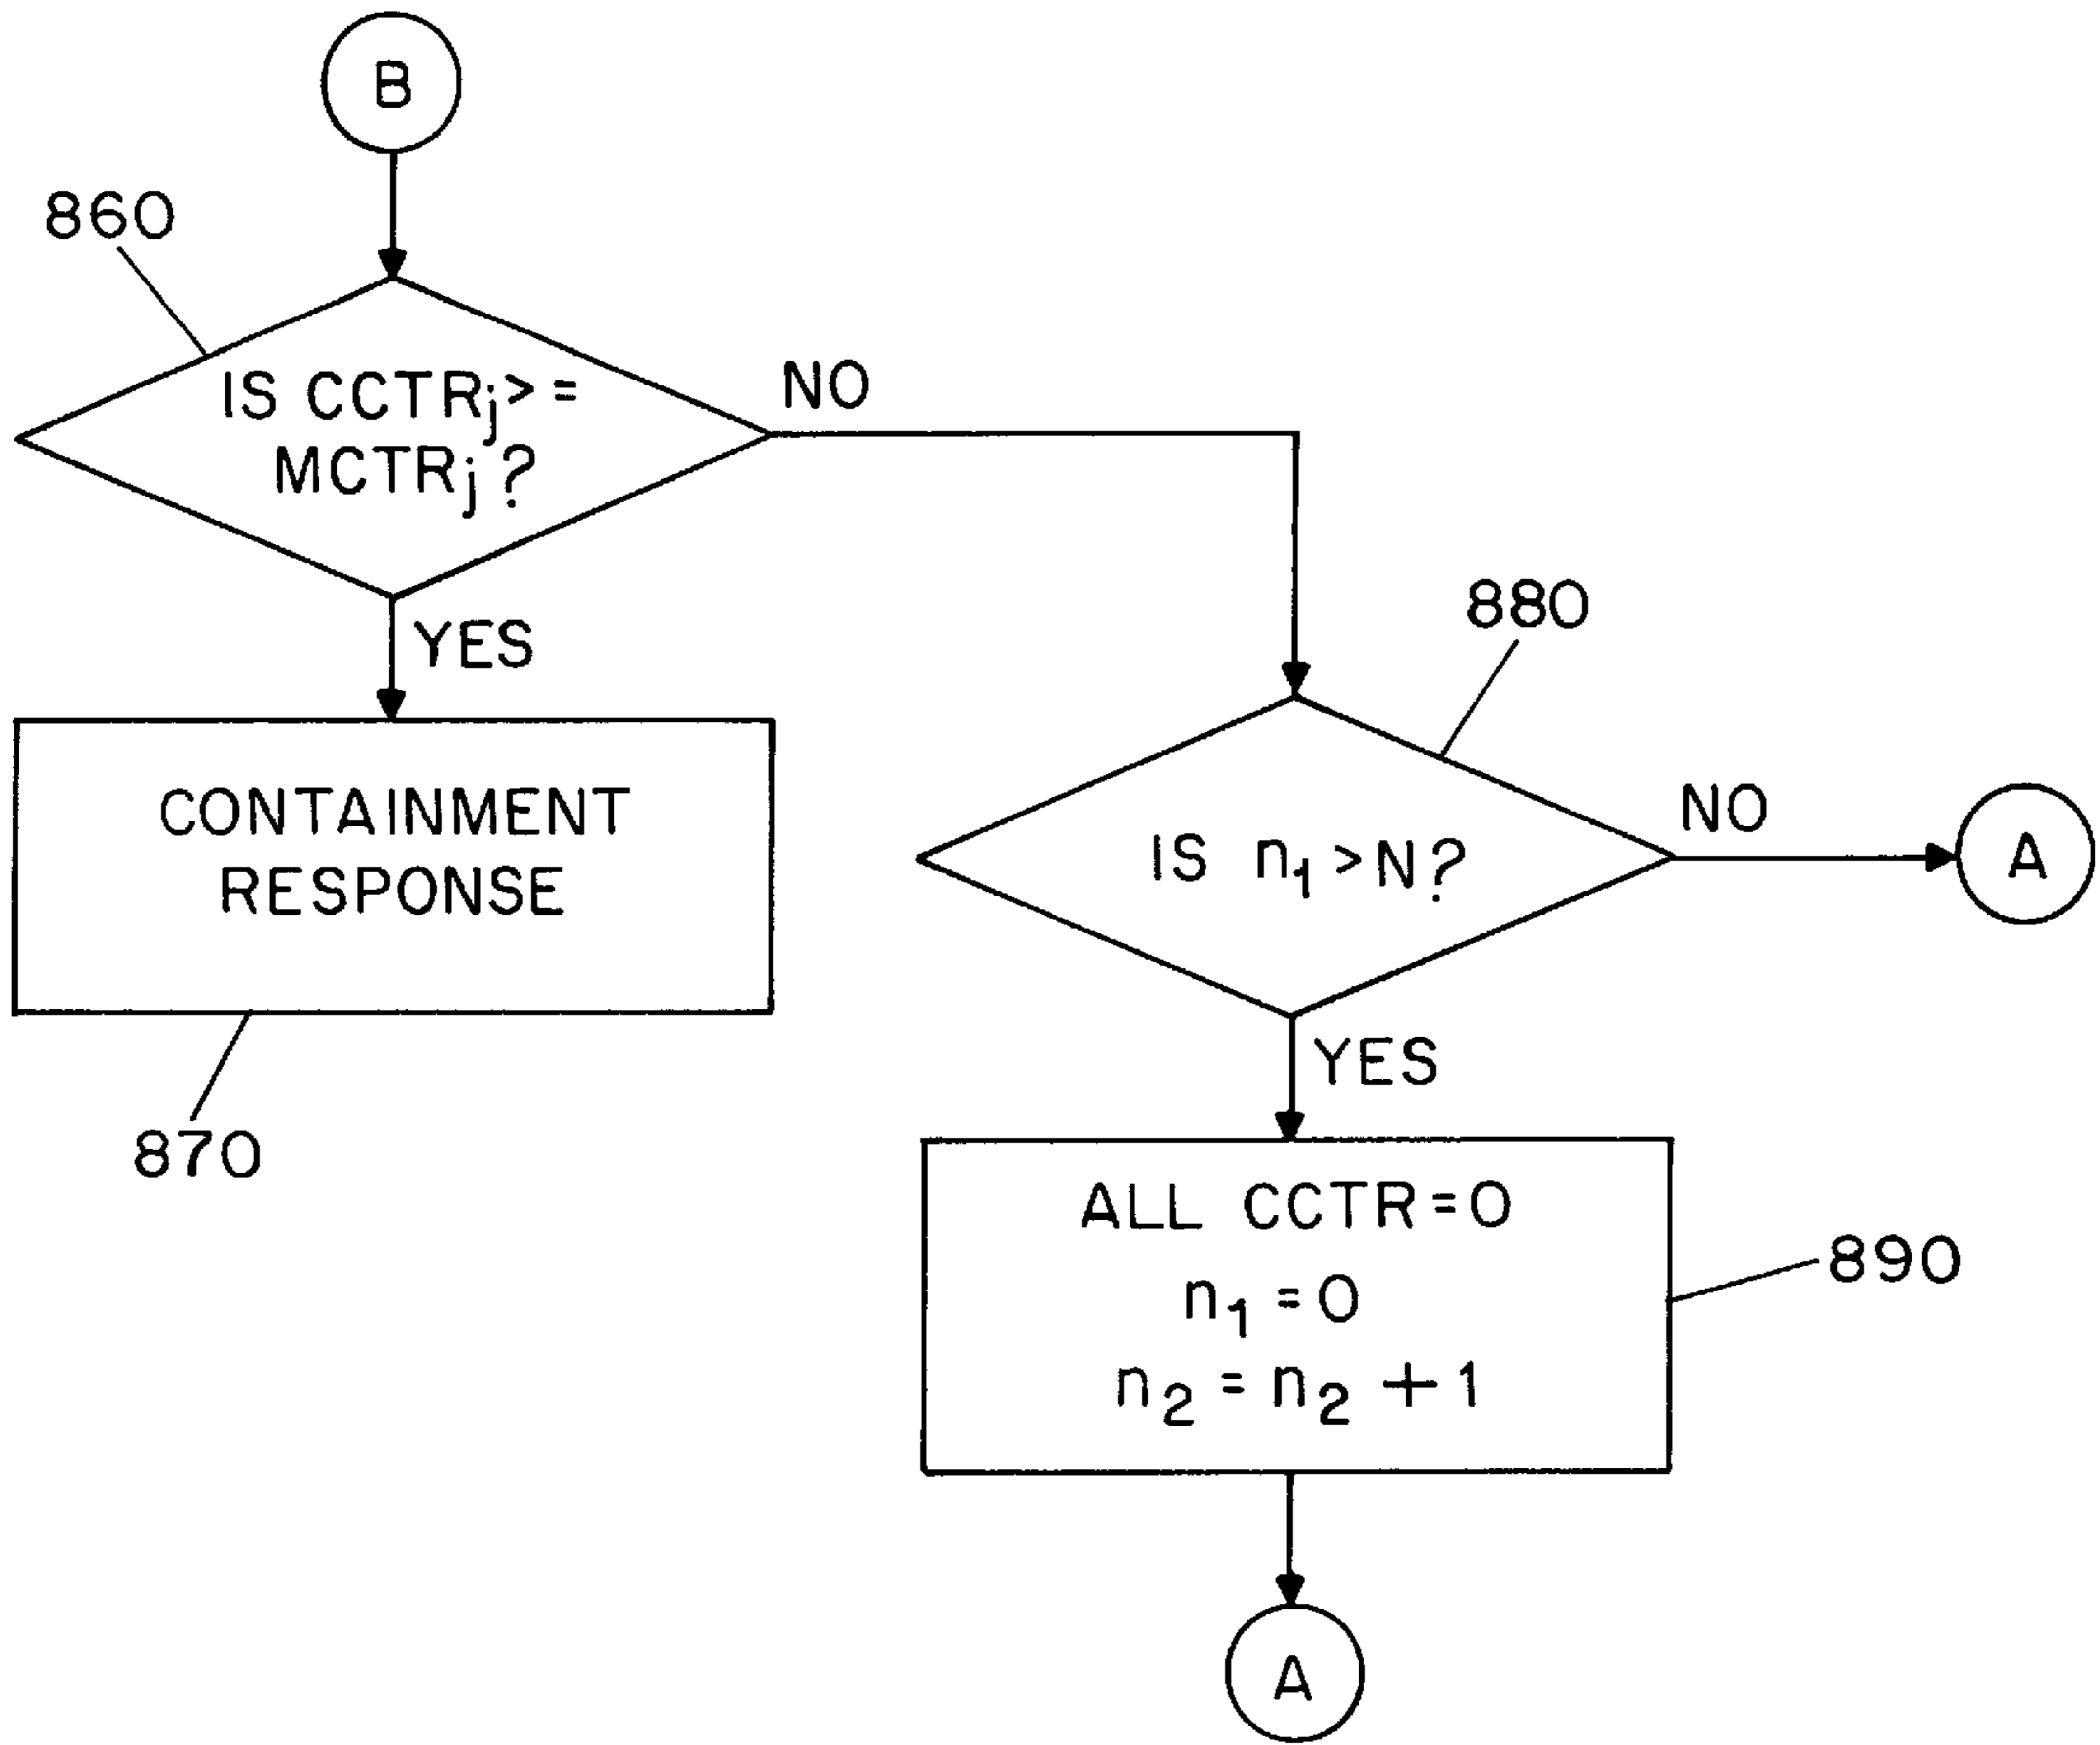 B
860
IS CCTRj>=
MCTRj?
NO
YES
880
CONTAINMENT
RESPONSE
870
IS n1>N?
NO
A
YES
ALL CCTR=0
n1=0
n2=n2+1
890
A